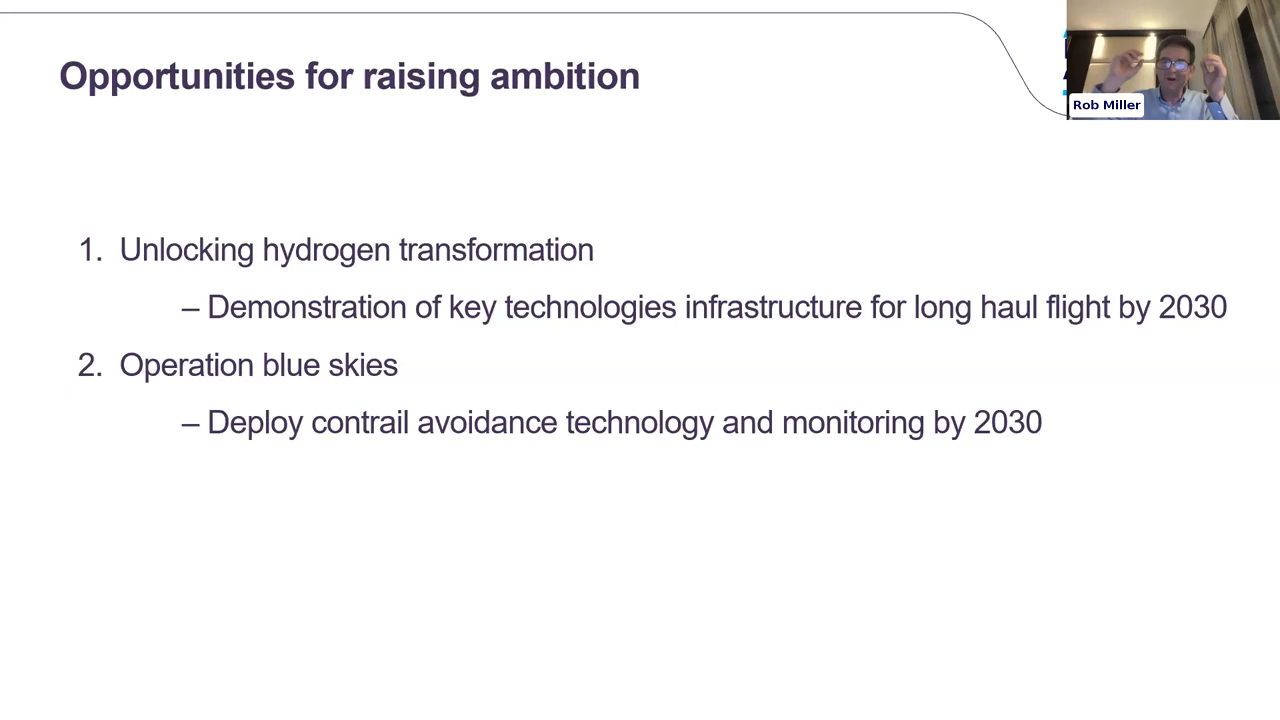 Opportunities for raising ambition
Rob Miller
1. Unlocking hydrogen transformation
– Demonstration of key technologies infrastructure for long haul flight by 2030
2. Operation blue skies
– Deploy contrail avoidance technology and monitoring by 2030